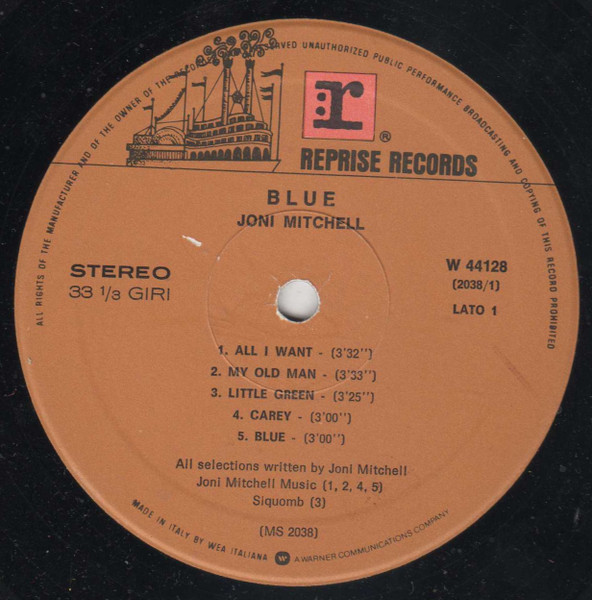 ALL RIGHTS OF THE MANUFACTURER AND OF THE OWNER OF THE RECORDED WORK RESERVED UNAUTHORIZED PUBLIC PERFORMANCE BROADCASTING AND COPYING OF THIS RECORD PROHIBITED
r
®
REPRISE RECORDS
BLUE
JONI MITCHELL
STEREO
33 1/3 GIRI
W 44128
(2038/1)
LATO 1
1. ALL I WANT - (3'32'')
2. MY OLD MAN - (3'33'')
3. LITTLE GREEN - (3'25'')
4. CAREY - (3'00'')
5. BLUE - (3'00'')
All selections written by Joni Mitchell
Joni Mitchell Music (1, 2, 4, 5)
Siquomb (3)
(MS 2038)
MADE IN ITALY BY WEA ITALIANA W A WARNER COMMUNICATIONS COMPANY